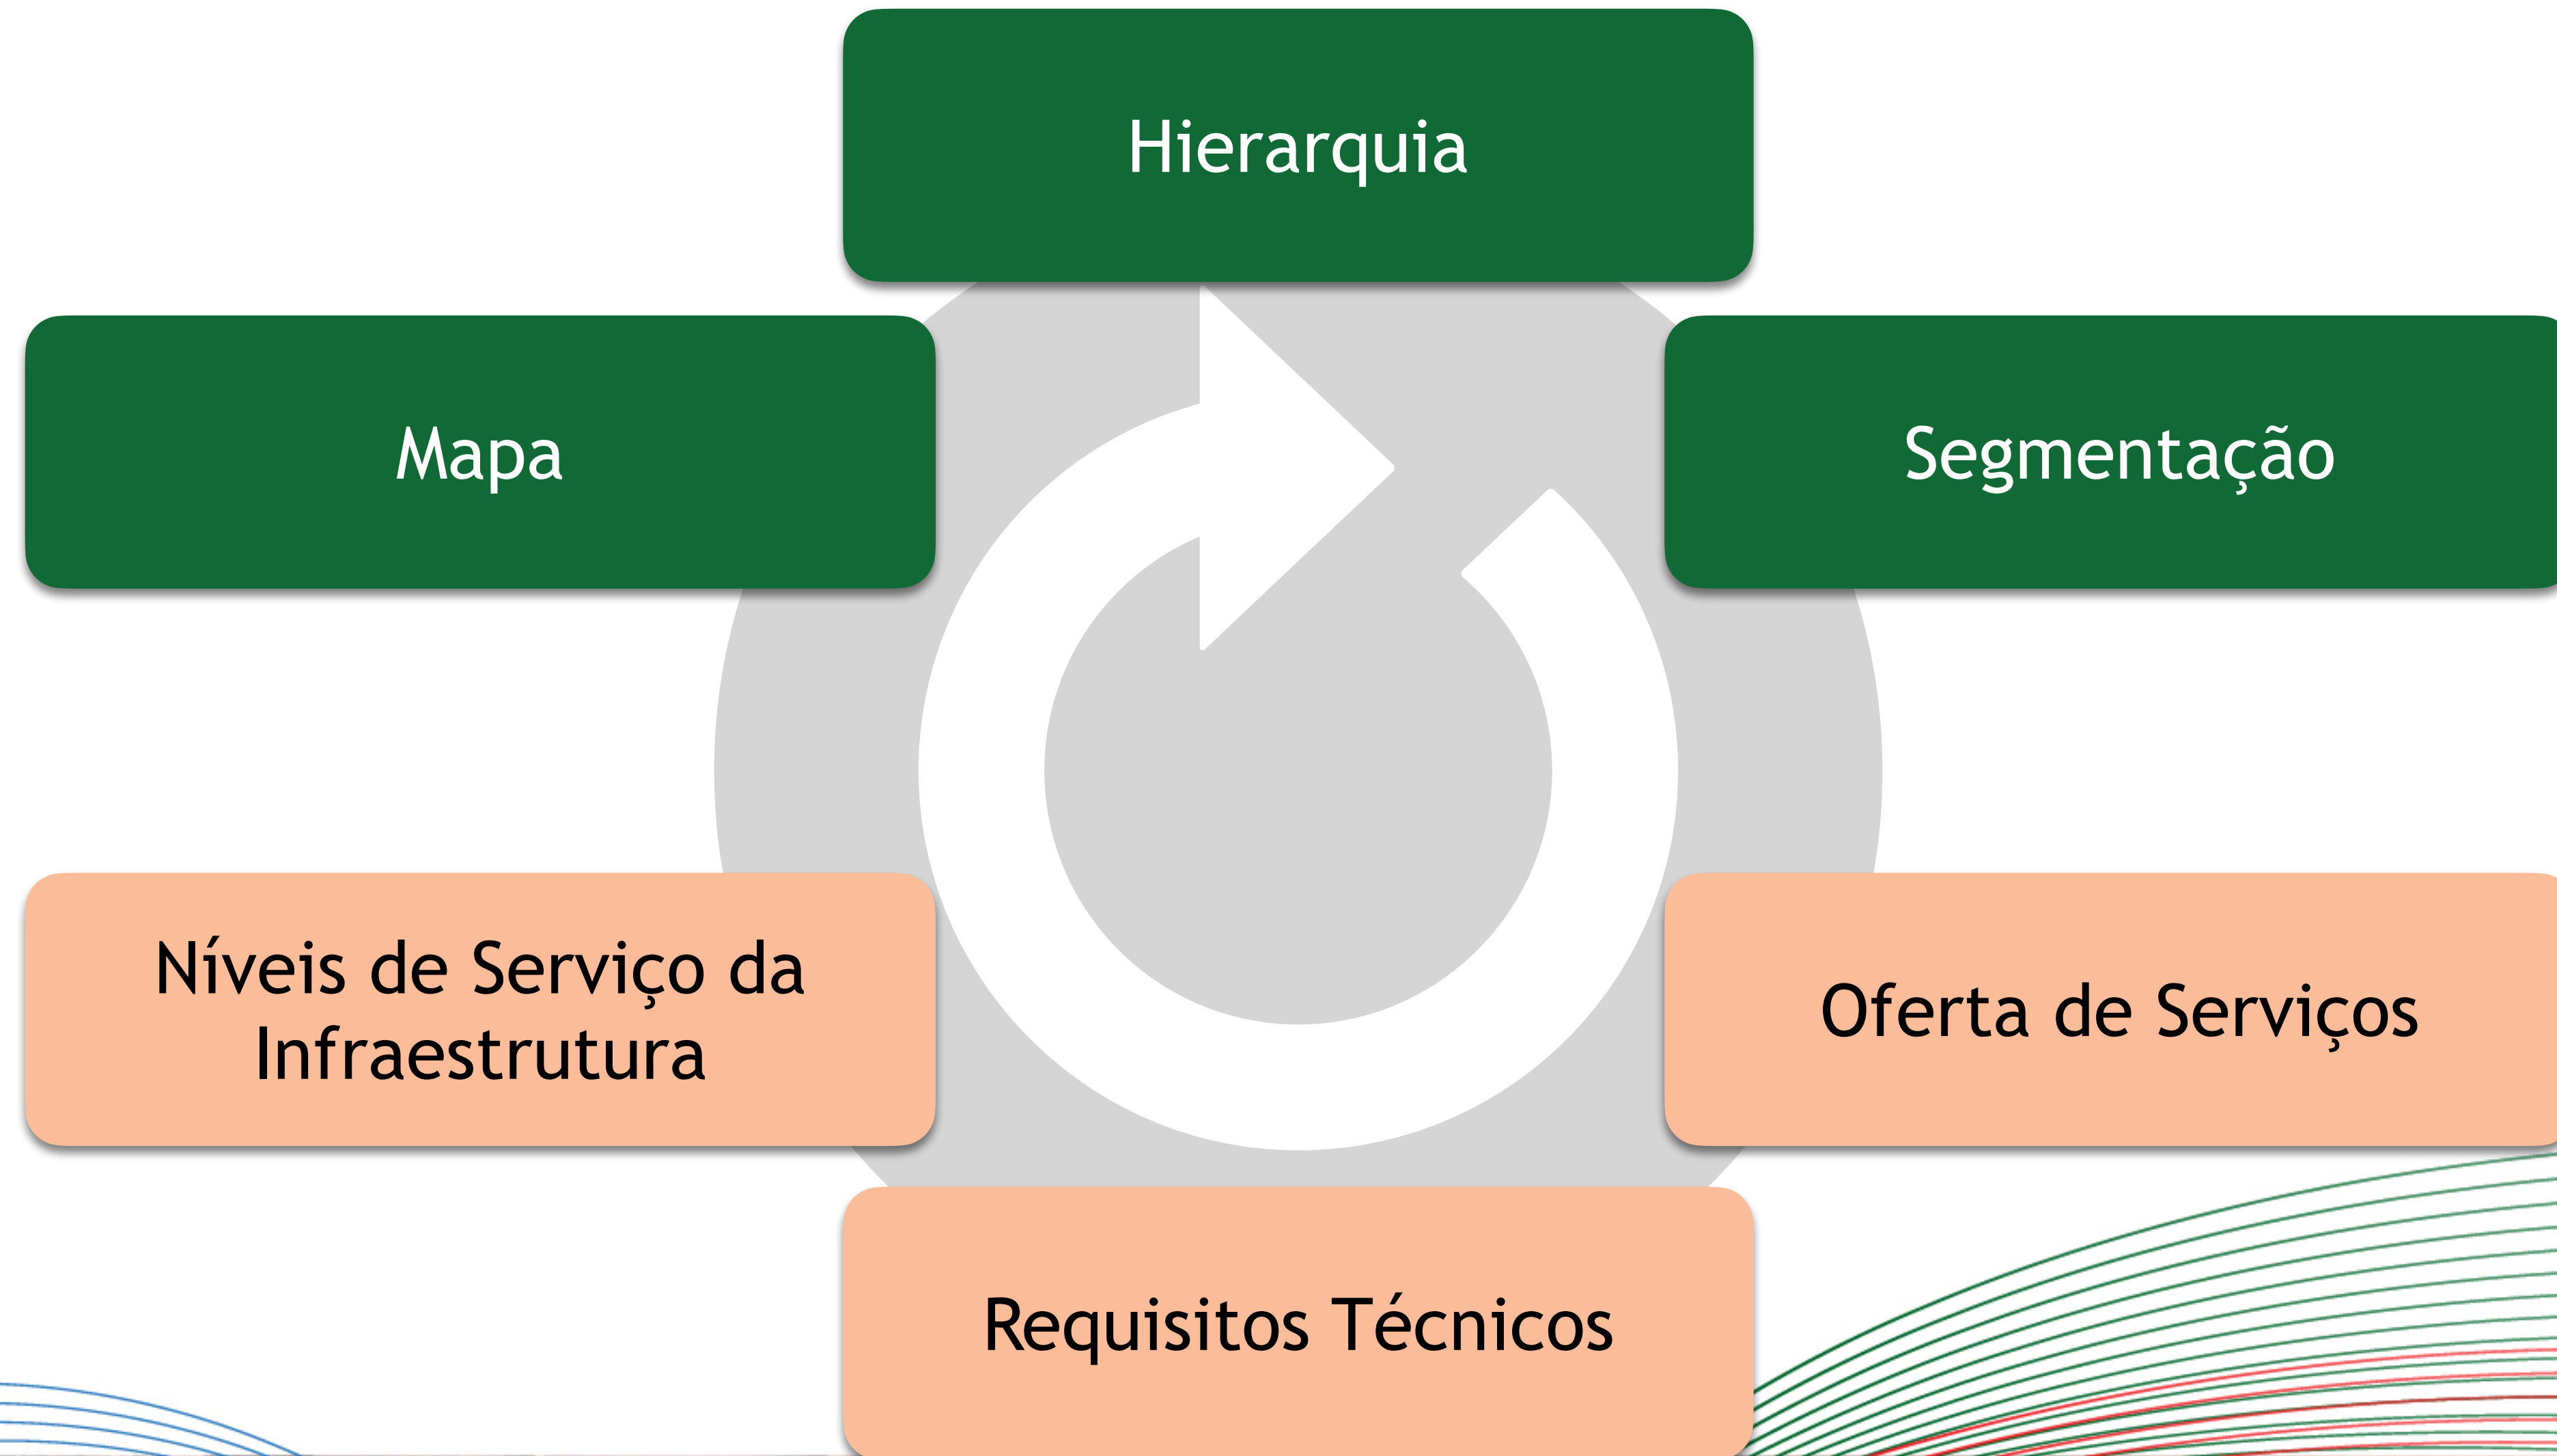 Hierarquia
Mapa
Segmentação
Níveis de Serviço da
Infraestrutura
Oferta de Serviços
Requisitos Técnicos